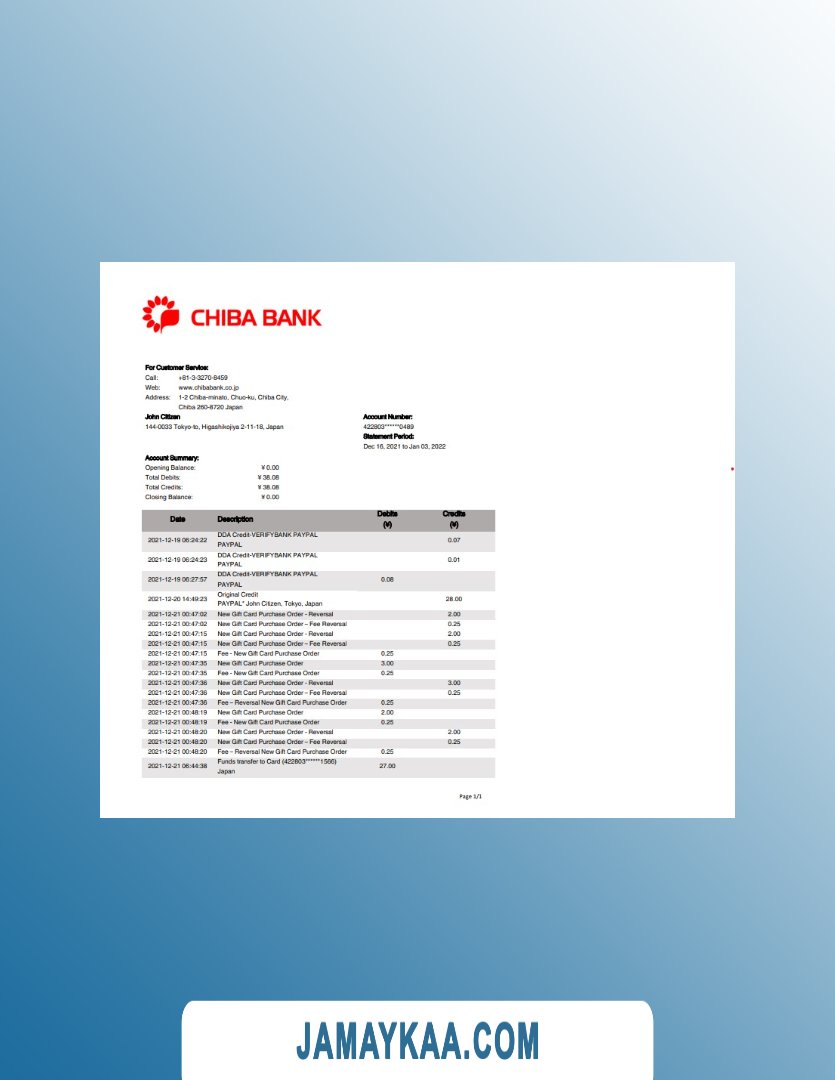 CHIBA BANK
For Customer Service:
Call: +81-3-3270-8459
Web: www.chibabank.co.jp
Address: 1-2 Chiba-minato, Chuo-ku, Chiba City,
Chiba 260-8720 Japan
John Citizen Account Number:
144-0033 Tokyo-to, Higashikojiya 2-11-18, Japan 422803******0489
Statement Period:
Dec 16, 2021 to Jan 03, 2022
Account Summary:
Opening Balance: ¥ 0.00
Total Debits: ¥ 38.08
Total Credits: ¥ 38.08
Closing Balance: ¥ 0.00
Date Description Debits (¥) Credits (¥)
2021-12-19 06:24:22 DDA Credit-VERIFYBANK PAYPAL 0.07
PAYPAL
2021-12-19 06:24:23 DDA Credit-VERIFYBANK PAYPAL 0.01
PAYPAL
2021-12-19 06:27:57 DDA Credit-VERIFYBANK PAYPAL 0.08
PAYPAL
2021-12-20 14:49:23 Original Credit 28.00
PAYPAL* John Citizen, Tokyo, Japan
2021-12-21 00:47:02 New Gift Card Purchase Order - Reversal 2.00
2021-12-21 00:47:02 New Gift Card Purchase Order – Fee Reversal 0.25
2021-12-21 00:47:15 New Gift Card Purchase Order - Reversal 2.00
2021-12-21 00:47:15 New Gift Card Purchase Order – Fee Reversal 0.25
2021-12-21 00:47:15 Fee - New Gift Card Purchase Order 0.25
2021-12-21 00:47:35 New Gift Card Purchase Order 3.00
2021-12-21 00:47:35 Fee - New Gift Card Purchase Order 0.25
2021-12-21 00:47:36 New Gift Card Purchase Order - Reversal 3.00
2021-12-21 00:47:36 New Gift Card Purchase Order – Fee Reversal 0.25
2021-12-21 00:47:36 Fee – Reversal New Gift Card Purchase Order 0.25
2021-12-21 00:48:19 New Gift Card Purchase Order 2.00
2021-12-21 00:48:19 Fee - New Gift Card Purchase Order 0.25
2021-12-21 00:48:20 New Gift Card Purchase Order - Reversal 2.00
2021-12-21 00:48:20 New Gift Card Purchase Order – Fee Reversal 0.25
2021-12-21 00:48:20 Fee – Reversal New Gift Card Purchase Order 0.25
2021-12-21 06:44:38 Funds transfer to Card (422803******1566) 27.00
Japan
Page 1/1
JAMAYKAA.COM